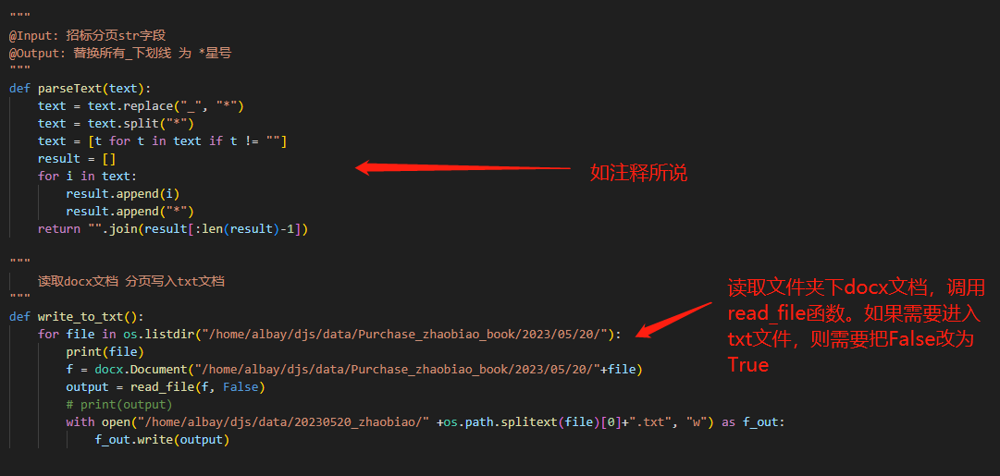 """
@Input: 招标分页str字段
@Output: 替换所有_下划线 为 *星号
"""
def parseText(text):
    text = text.replace("_", "*")
    text = text.split("*")
    text = [t for t in text if t != ""]
    result = []
    for i in text:
        result.append(i)
        result.append("*")
    return "".join(result[:len(result)-1])
如注释所说
"""
    读取docx文档 分页写入txt文档
"""
def write_to_txt():
    for file in os.listdir("/home/albay/djs/data/Purchase_zhaobiao_book/2023/05/20/"):
        print(file)
        f = docx.Document("/home/albay/djs/data/Purchase_zhaobiao_book/2023/05/20/"+file)
        output = read_file(f, False)
        # print(output)
        with open("/home/albay/djs/data/20230520_zhaobiao/" +os.path.splitext(file)[0]+".txt", "w") as f_out:
            f_out.write(output)
读取文件夹下docx文档，调用
read_file函数。如果需要进入
txt文件，则需要把False改为
True